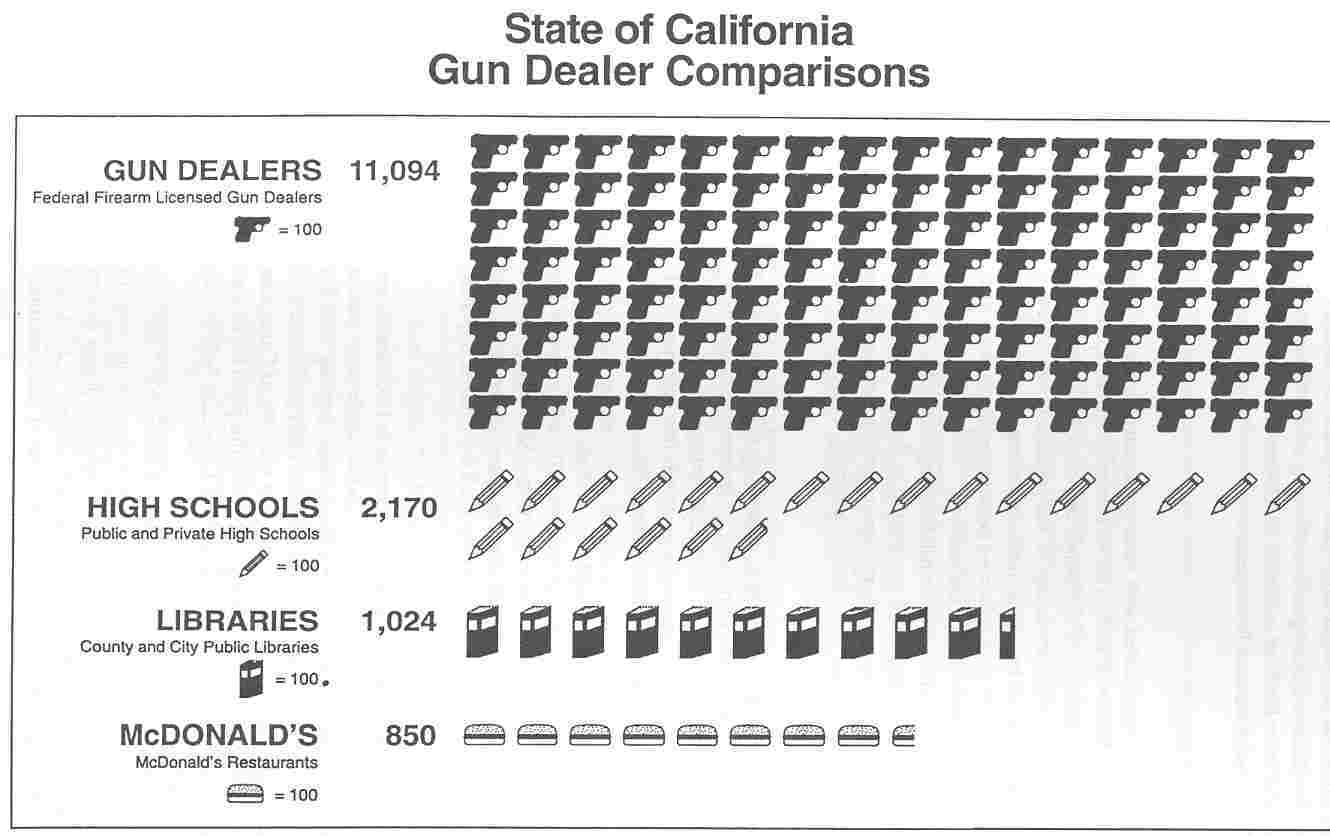 State of California
Gun Dealer Comparisons
GUN DEALERS 11,094
Federal Firearm Licensed Gun Dealers
= 100
HIGH SCHOOLS 2,170
Public and Private High Schools
= 100
LIBRARIES 1,024
County and City Public Libraries
= 100.
McDONALD'S 850
McDonald's Restaurants
= 100